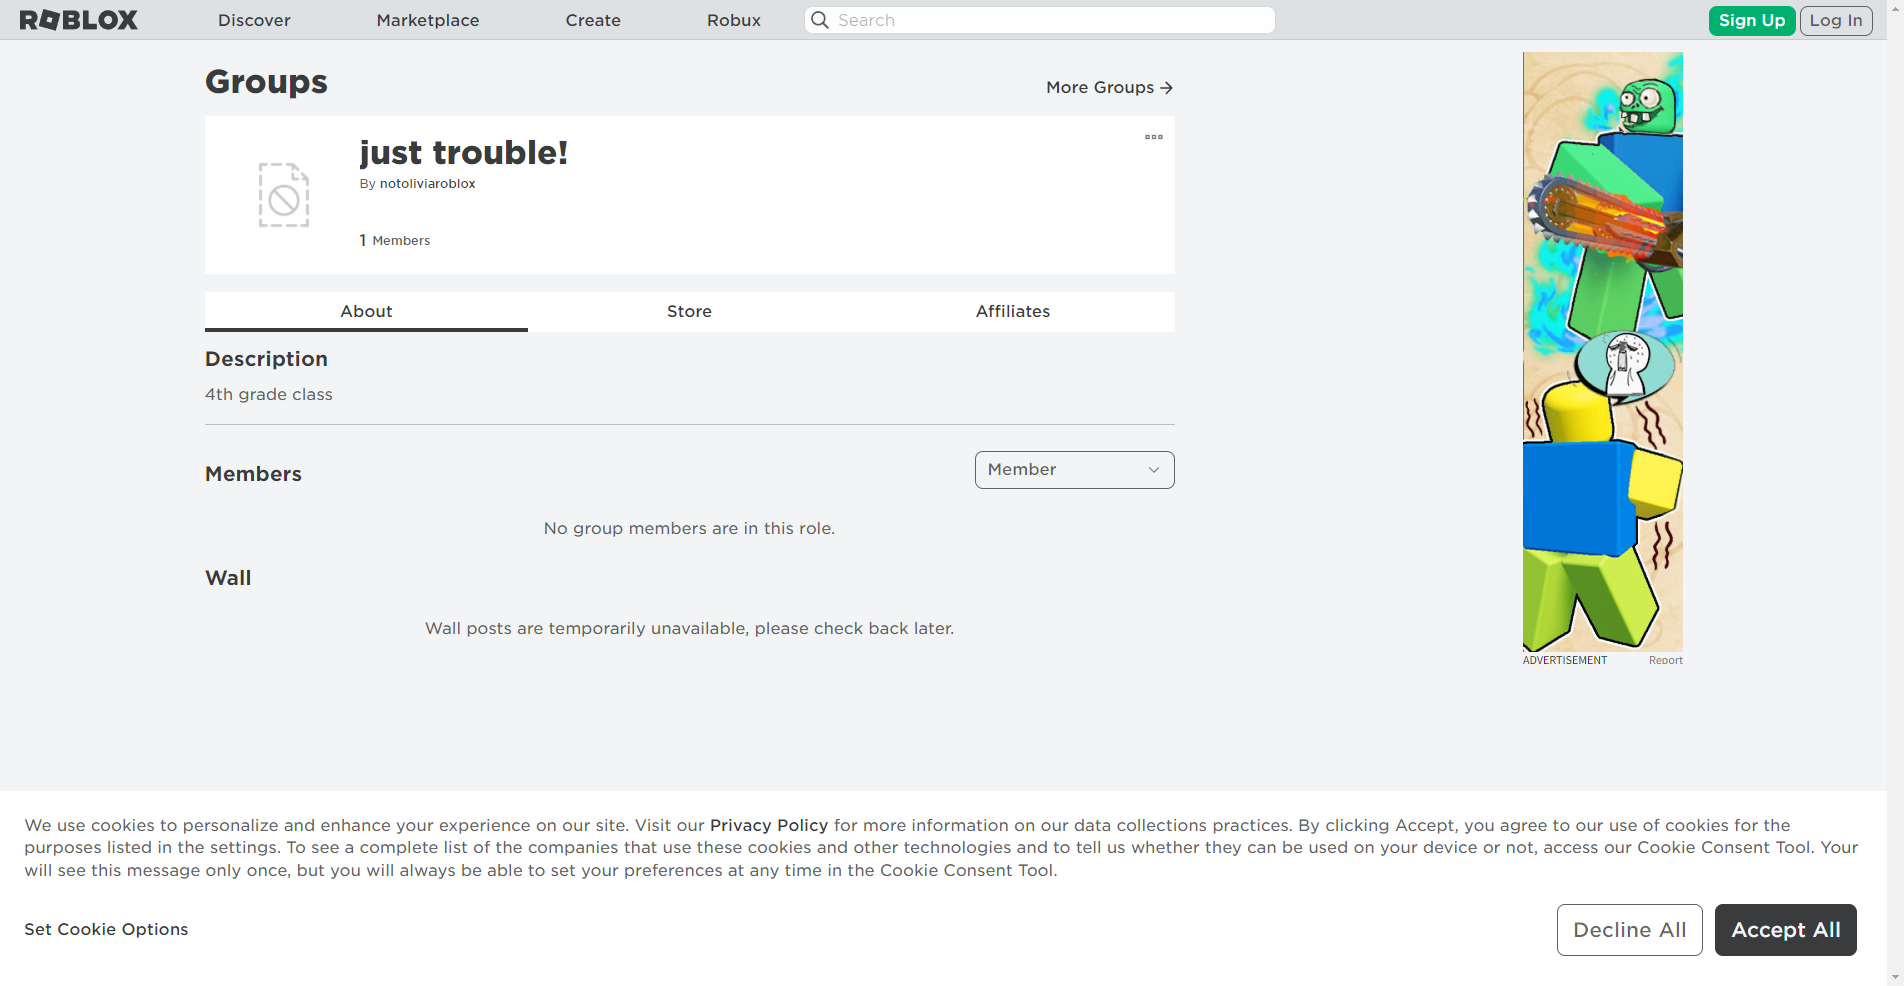 ROBLOX
Discover
Marketplace
Create
Robux
Search
Sign Up
Log In
Groups
More Groups
just trouble!
By notoliviaroblox
1 Members
About
Store
Affiliates
Description
4th grade class
Members
Member
No group members are in this role.
Wall
Wall posts are temporarily unavailable, please check back later.
ADVERTISEMENT
Report
We use cookies to personalize and enhance your experience on our site. Visit our Privacy Policy for more information on our data collections practices. By clicking Accept, you agree to our use of cookies for the
purposes listed in the settings. To see a complete list of the companies that use these cookies and other technologies and to tell us whether they can be used on your device or not, access our Cookie Consent Tool. Your
will see this message only once, but you will always be able to set your preferences at any time in the Cookie Consent Tool.
Set Cookie Options
Decline All
Accept All